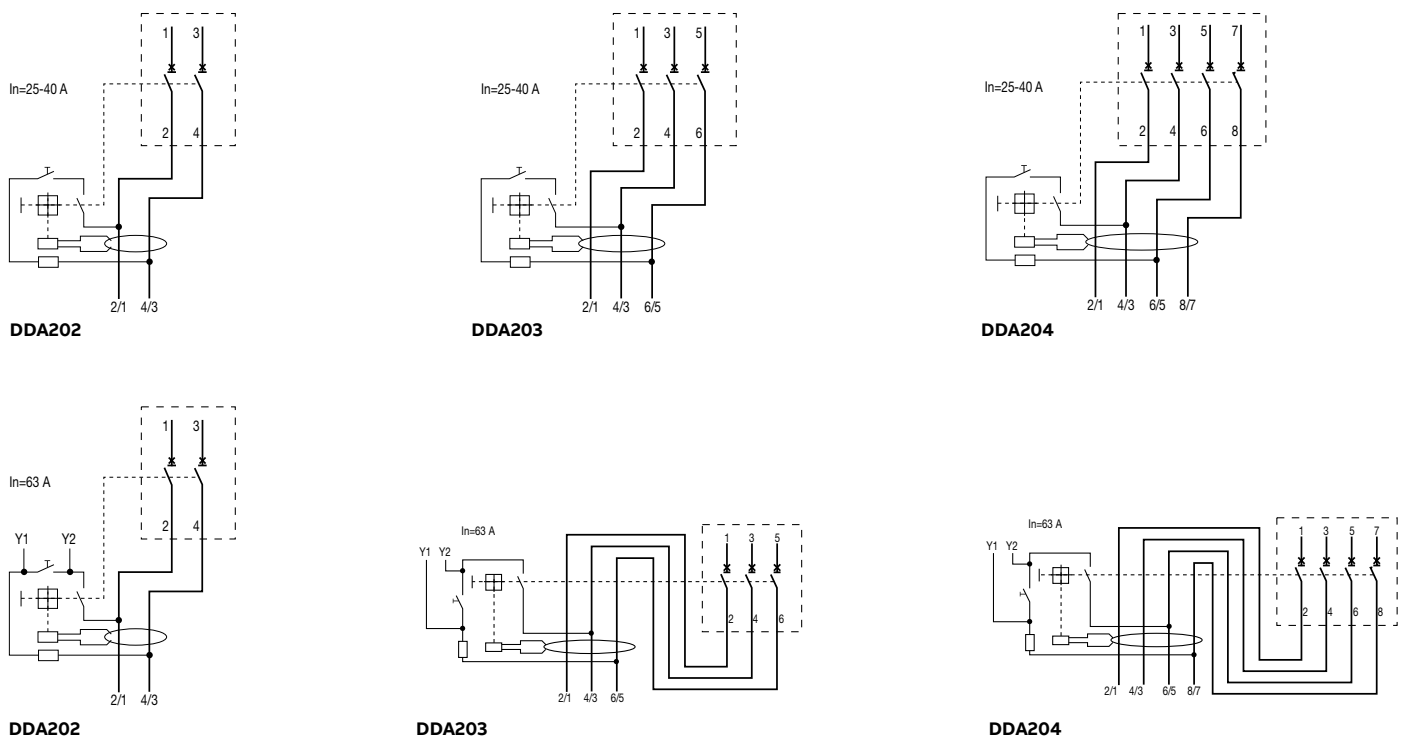 1 3
In=25-40 A
2 4
2/1 4/3
DDA202
1 3 5
In=25-40 A
2 4 6
2/1 4/3 6/5
DDA203
1 3 5 7
In=25-40 A
2 4 6 8
2/1 4/3 6/5 8/7
DDA204
1 3
In=63 A
2 4
Y1 Y2
2/1 4/3
DDA202
In=63 A
1 3 5
Y1 Y2
2 4 6
2/1 4/3 6/5
DDA203
In=63 A
1 3 5 7
Y1 Y2
2 4 6 8
2/1 4/3 6/5 8/7
DDA204